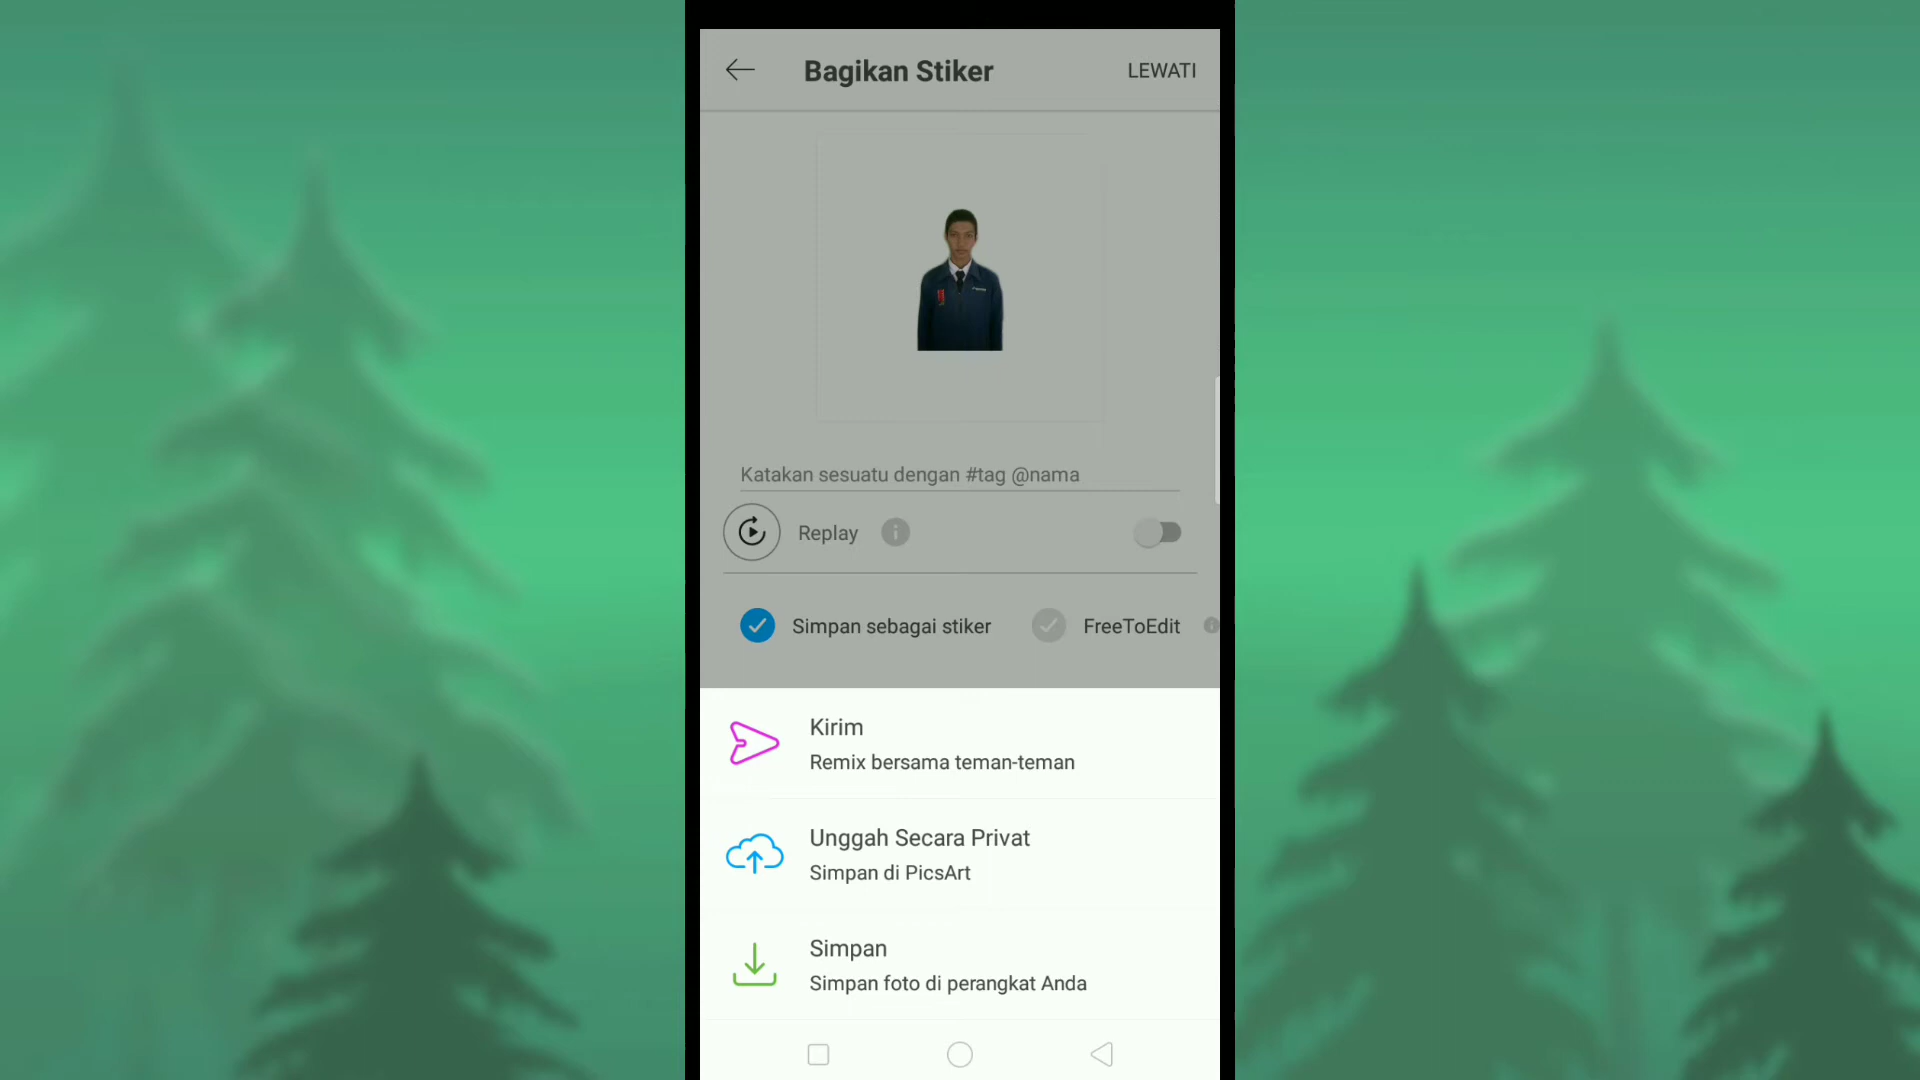 Bagikan Stiker
LEWATI
Katakan sesuatu dengan #tag @nama
Replay
Simpan sebagai stiker
FreeToEdit
Kirim
Remix bersama teman-teman
Unggah Secara Privat
Simpan di PicsArt
Simpan
Simpan foto di perangkat Anda